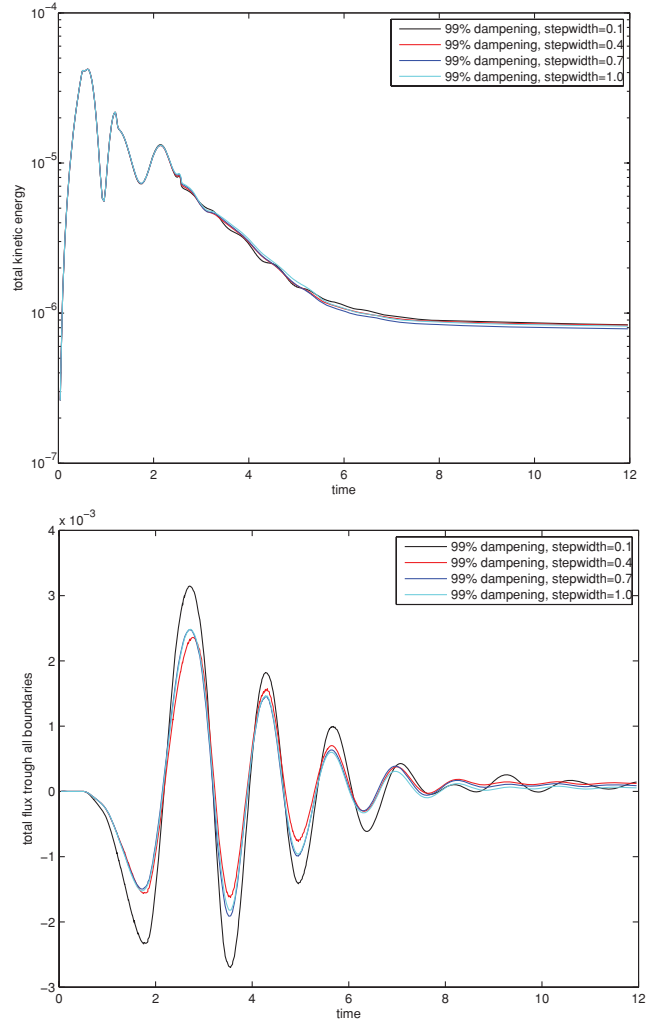 10^-4
99% dampening, stepwidth=0.1
99% dampening, stepwidth=0.4
99% dampening, stepwidth=0.7
99% dampening, stepwidth=1.0
10^-5
total kinetic energy
10^-6
10^-7
0 2 4 6 8 10 12
time
x 10^-3
4
99% dampening, stepwidth=0.1
99% dampening, stepwidth=0.4
99% dampening, stepwidth=0.7
99% dampening, stepwidth=1.0
3
2
1
total flux trough all boundaries
0
-1
-2
-3
0 2 4 6 8 10 12
time